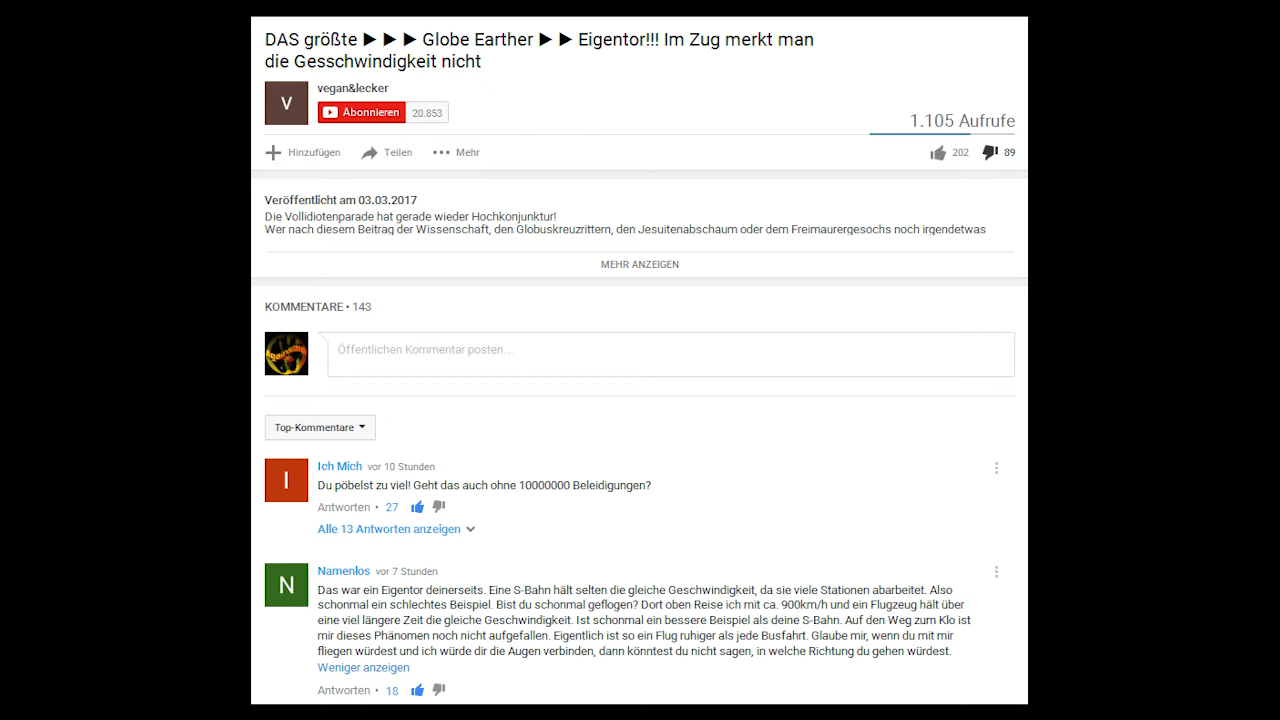 DAS größte ►►► Globe Earther ►► Eigentor!!! Im Zug merkt man
die Gesschwindigkeit nicht
V
vegan&lecker
Abonnieren 20.853
1.105 Aufrufe
Hinzufügen Teilen Mehr
202 89
Veröffentlicht am 03.03.2017
Die Vollidiotenparade hat gerade wieder Hochkonjunktur!
Wer nach diesem Beitrag der Wissenschaft, den Globuskreuzrittern, den Jesuitenabschaum oder dem Freimaurergesochs noch irgendetwas
MEHR ANZEIGEN
KOMMENTARE • 143
Öffentlichen Kommentar posten...
Top-Kommentare
I
Ich Mich vor 10 Stunden
Du pöbelst zu viel! Geht das auch ohne 10000000 Beleidigungen?
Antworten • 27
Alle 13 Antworten anzeigen
N
Namenlos vor 7 Stunden
Das war ein Eigentor deinerseits. Eine S-Bahn hält selten die gleiche Geschwindigkeit, da sie viele Stationen abarbeitet. Also
schonmal ein schlechtes Beispiel. Bist du schonmal geflogen? Dort oben Reise ich mit ca. 900km/h und ein Flugzeug hält über
eine viel längere Zeit die gleiche Geschwindigkeit. Ist schonmal ein bessere Beispiel als deine S-Bahn. Auf den Weg zum Klo ist
mir dieses Phänomen noch nicht aufgefallen. Eigentlich ist so ein Flug ruhiger als jede Busfahrt. Glaube mir, wenn du mit mir
fliegen würdest und ich würde dir die Augen verbinden, dann könntest du nicht sagen, in welche Richtung du gehen würdest.
Weniger anzeigen
Antworten • 18